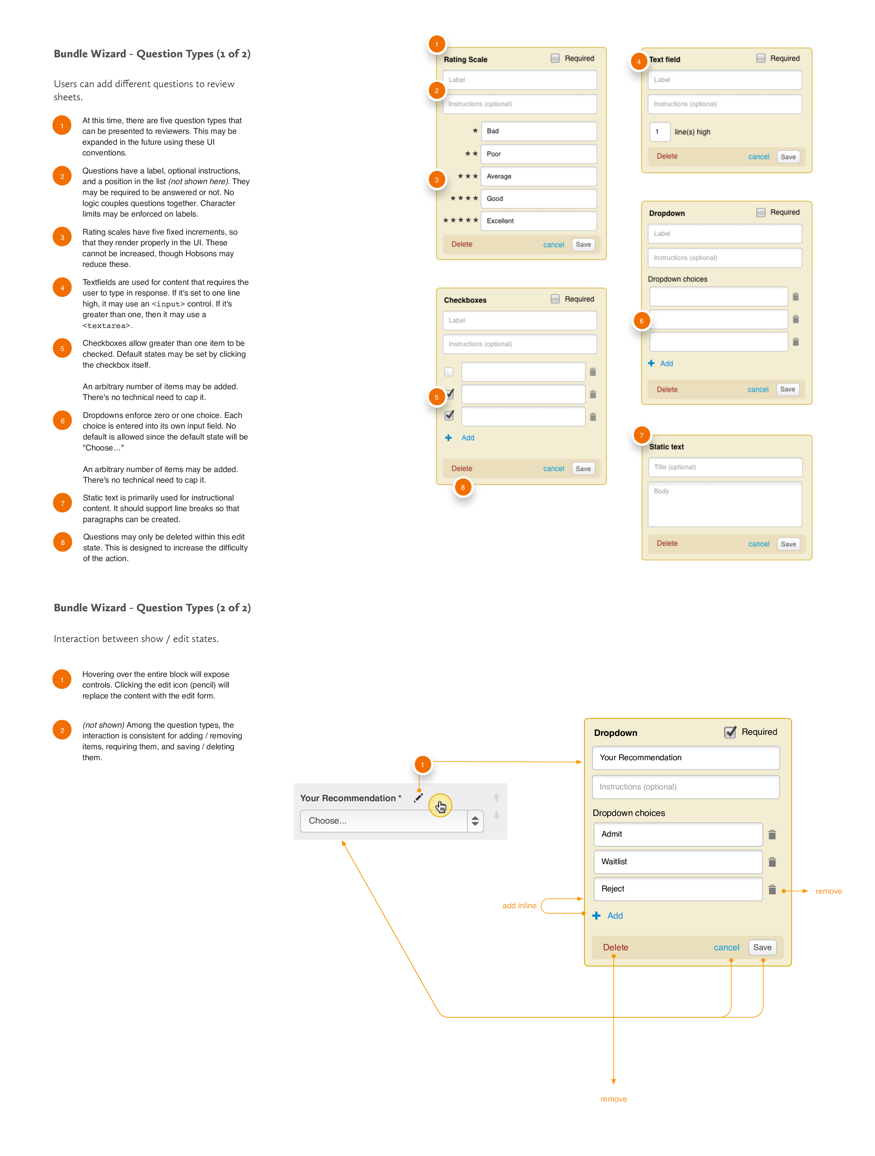 Bundle Wizard - Question Types (1 of 2)
Users can add different questions to review
sheets.
1
At this time, there are five question types that
can be presented to reviewers. This may be
expanded in the future using these UI
conventions.
2
Questions have a label, optional instructions,
and a position in the list (not shown here). They
may be required to be answered or not. No
logic couples questions together. Character
limits may be enforced on labels.
3
Rating scales have five fixed increments, so
that they render properly in the UI. These
cannot be increased, though Hobsons may
reduce these.
4
Textfields are used for content that requires the
user to type in response. If it's set to one line
high, it may use an <input> control. If it's
greater than one, then it may use a
<textarea>.
5
Checkboxes allow greater than one item to be
checked. Default states may be set by clicking
the checkbox itself.
An arbitrary number of items may be added.
There's no technical need to cap it.
6
Dropdowns enforce zero or one choice. Each
choice is entered into its own input field. No
default is allowed since the default state will be
"Choose…"
An arbitrary number of items may be added.
There's no technical need to cap it.
7
Static text is primarily used for instructional
content. It should support line breaks so that
paragraphs can be created.
8
Questions may only be deleted within this edit
state. This is designed to increase the difficulty
of the action.
1
Rating Scale Required
Label
2
Instructions (optional)
★ Bad
★★ Poor
3
★★★ Average
★★★★ Good
★★★★★ Excellent
Delete cancel Save
Checkboxes Required
Label
Instructions (optional)
5
+ Add
Delete cancel Save
8
4
Text field Required
Label
Instructions (optional)
1 line(s) high
Delete cancel Save
Dropdown Required
Label
Instructions (optional)
Dropdown choices
6
+ Add
Delete cancel Save
7
Static text
Title (optional)
Body
Delete cancel Save
Bundle Wizard - Question Types (2 of 2)
Interaction between show / edit states.
1
Hovering over the entire block will expose
controls. Clicking the edit icon (pencil) will
replace the content with the edit form.
2
(not shown) Among the question types, the
interaction is consistent for adding / removing
items, requiring them, and saving / deleting
them.
1
Your Recommendation *
Choose...
Dropdown Required
Your Recommendation
Instructions (optional)
Dropdown choices
Admit
Waitlist
Reject
remove
add inline
+ Add
Delete cancel Save
remove